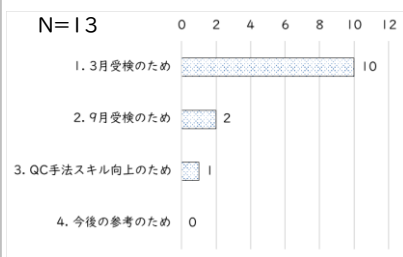 N=13
0 2 4 6 8 10 12
1. 3月受検のため 10
2. 9月受検のため 2
3. QC手法スキル向上のため 1
4. 今後の参考のため 0